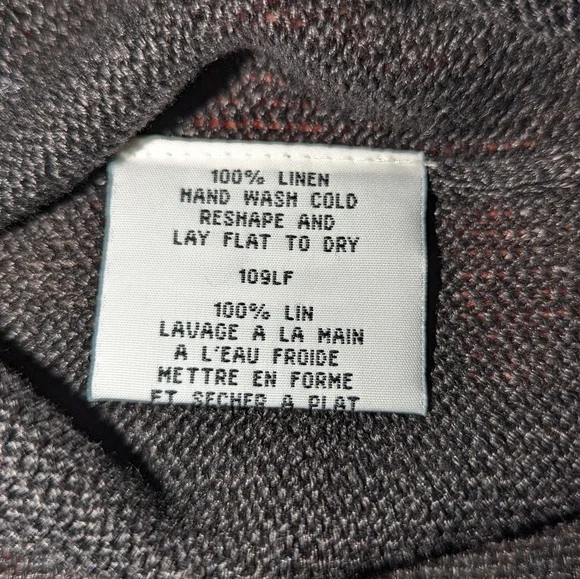 100% LINEN
HAND WASH COLD
RESHAPE AND
LAY FLAT TO DRY
109LF
100% LIN
LAVAGE A LA MAIN
A L'EAU FROIDE
METTRE EN FORME
ET SECHER A PLAT